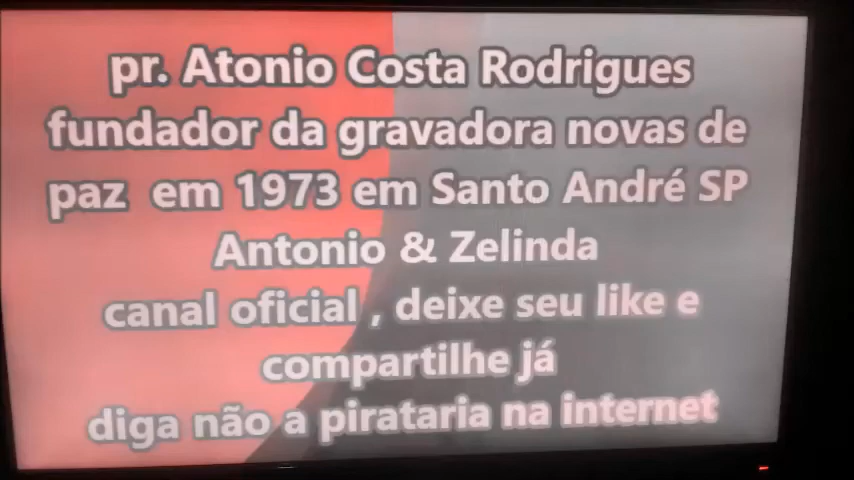 pr. Atonio Costa Rodrigues
fundador da gravadora novas de
paz em 1973 em Santo André SP
Antonio & Zelinda
canal oficial , deixe seu like e
compartilhe já
diga não a pirataria na internet